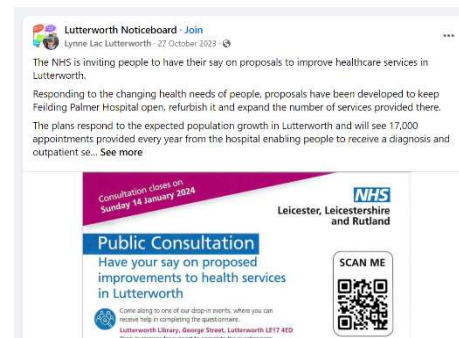 Lutterworth Noticeboard · Join
Lynne Lac Lutterworth · 27 October 2023 ·
The NHS is inviting people to have their say on proposals to improve healthcare services in
Lutterworth.
Responding to the changing health needs of people, proposals have been developed to keep
Feilding Palmer Hospital open, refurbish it and expand the number of services provided there.
The plans respond to the expected population growth in Lutterworth and will see 17,000
appointments provided every year from the hospital enabling people to receive a diagnosis and
outpatient se... See more
Consultation closes on
Sunday 14 January 2024
NHS
Leicester, Leicestershire
and Rutland
Public Consultation
Have your say on proposed
improvements to health services
in Lutterworth
SCAN ME
Come along to one of our drop-in events, where you can
receive help in completing the questionnaire.
Lutterworth Library, George Street, Lutterworth LE17 4ED